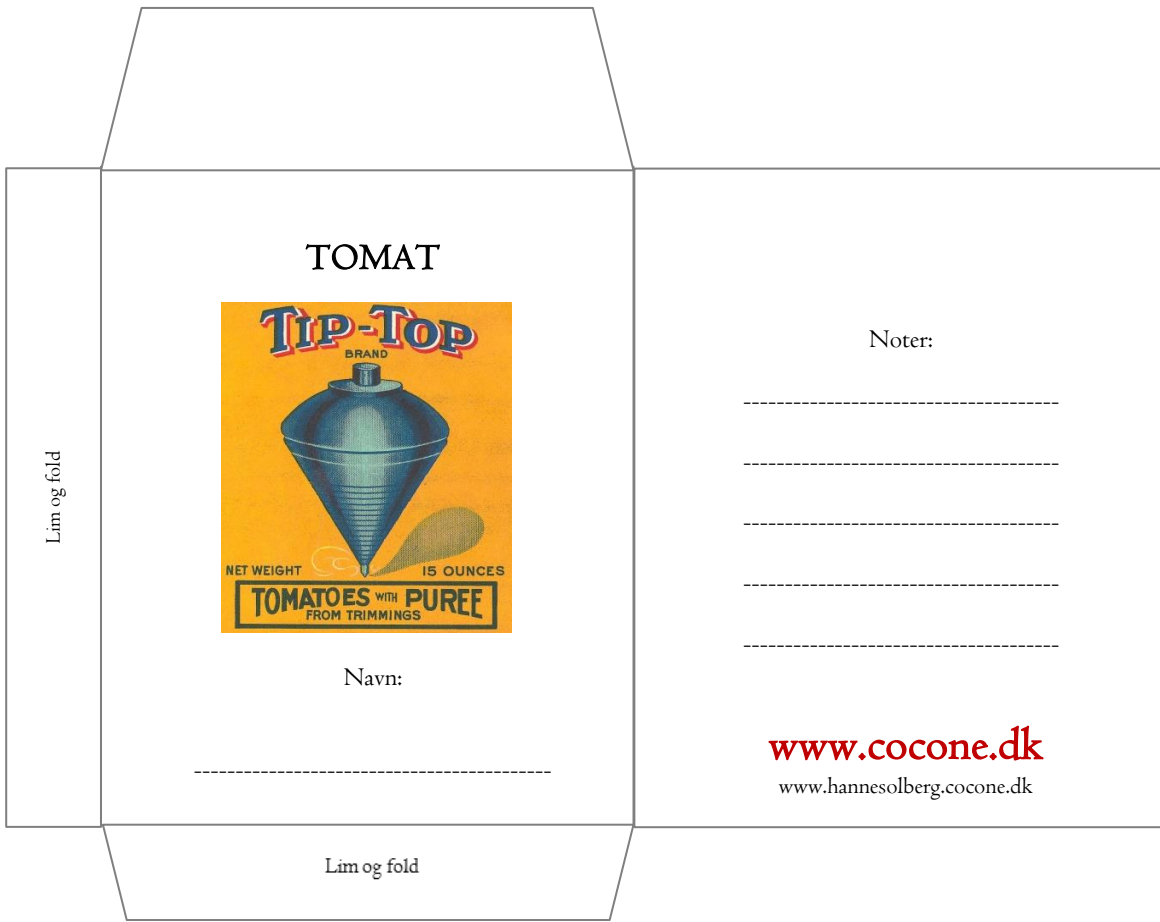 Lim og fold
TOMAT
TIP-TOP
BRAND
NET WEIGHT 15 OUNCES
TOMATOES WITH PUREE
FROM TRIMMINGS
Navn:
-------------------------------------------
Lim og fold
Noter:
--------------------------------------
--------------------------------------
--------------------------------------
--------------------------------------
--------------------------------------
www.cocone.dk
www.hannesolberg.cocone.dk